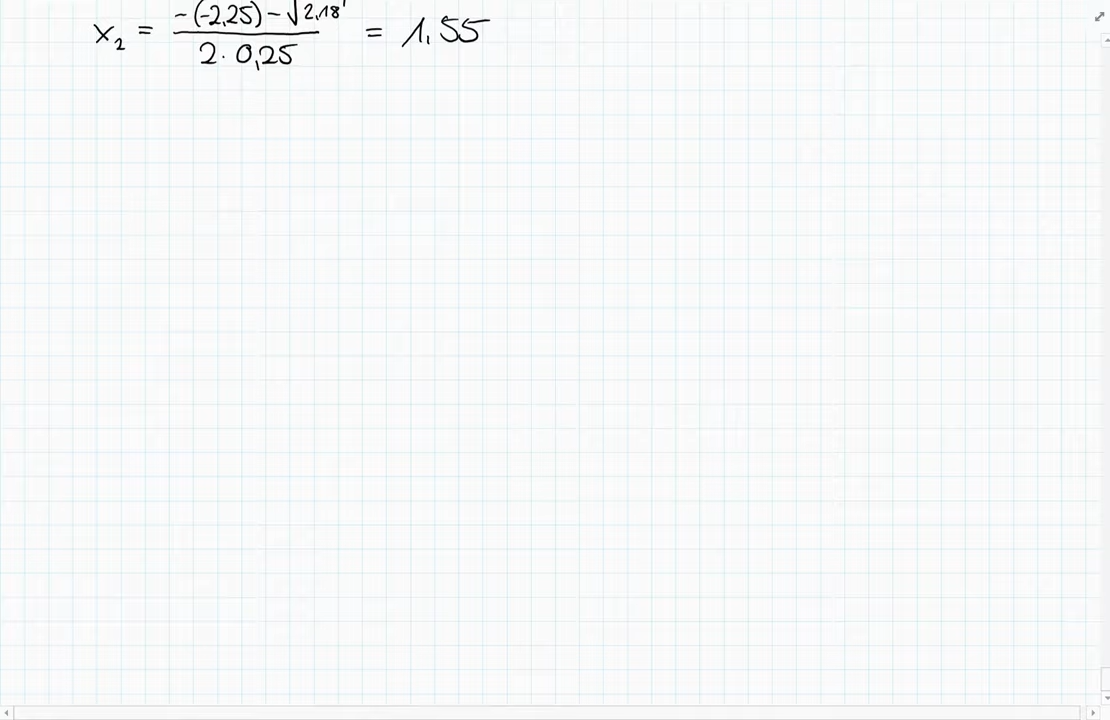 x₂ = (-(-2,25) - √2,18) / (2 · 0,25) = 1,55